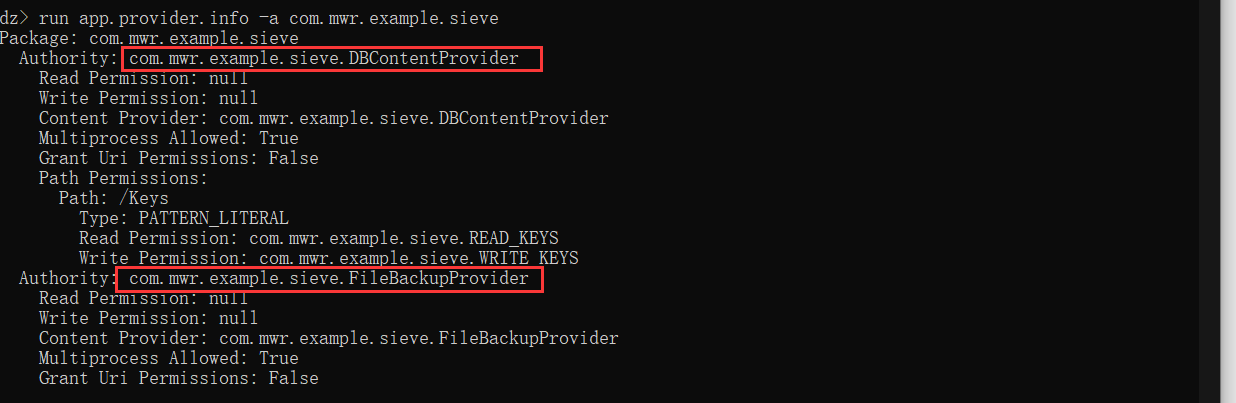 dz> run app.provider.info -a com.mwr.example.sieve
Package: com.mwr.example.sieve
Authority: com.mwr.example.sieve.DBContentProvider
Read Permission: null
Write Permission: null
Content Provider: com.mwr.example.sieve.DBContentProvider
Multiprocess Allowed: True
Grant Uri Permissions: False
Path Permissions:
Path: /Keys
Type: PATTERN_LITERAL
Read Permission: com.mwr.example.sieve.READ_KEYS
Write Permission: com.mwr.example.sieve.WRITE_KEYS
Authority: com.mwr.example.sieve.FileBackupProvider
Read Permission: null
Write Permission: null
Content Provider: com.mwr.example.sieve.FileBackupProvider
Multiprocess Allowed: True
Grant Uri Permissions: False